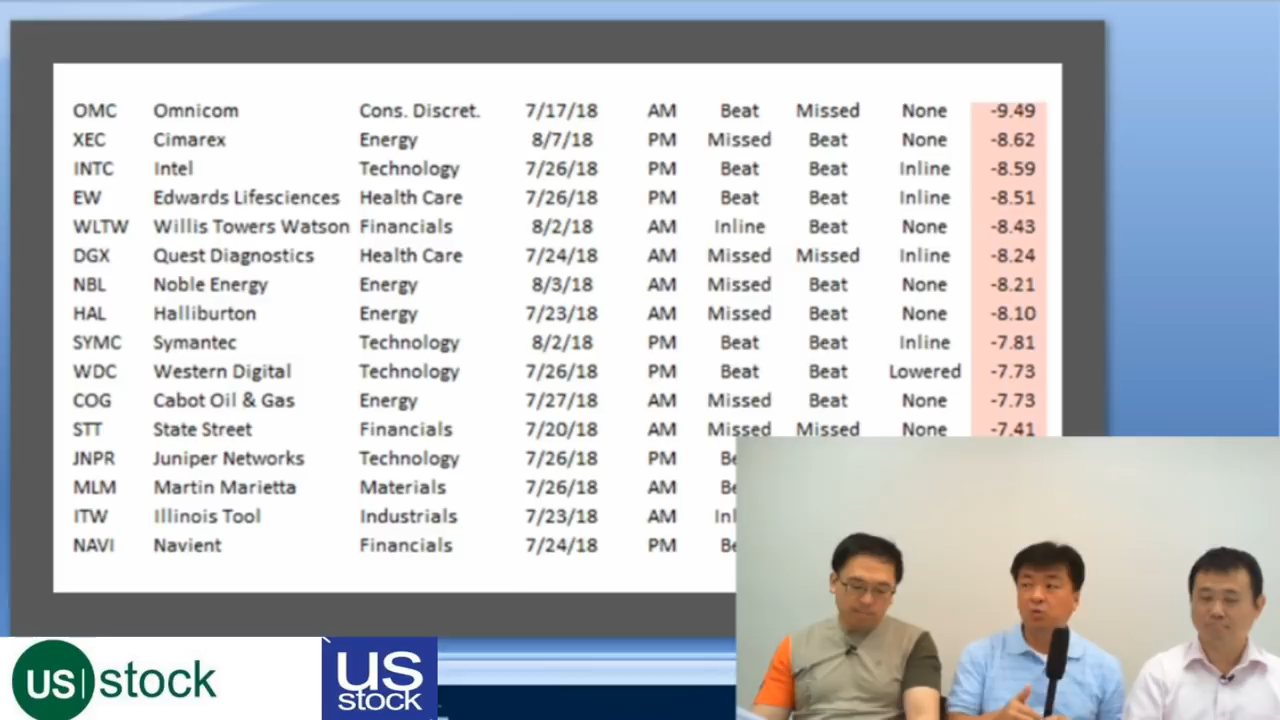 OMC Omnicom Cons. Discret. 7/17/18 AM Beat Missed None -9.49
XEC Cimarex Energy 8/7/18 PM Missed Beat None -8.62
INTC Intel Technology 7/26/18 PM Beat Beat Inline -8.59
EW Edwards Lifesciences Health Care 7/26/18 PM Beat Beat Inline -8.51
WLTW Willis Towers Watson Financials 8/2/18 AM Inline Beat None -8.43
DGX Quest Diagnostics Health Care 7/24/18 AM Missed Missed Inline -8.24
NBL Noble Energy Energy 8/3/18 AM Missed Beat None -8.21
HAL Halliburton Energy 7/23/18 AM Missed Beat None -8.10
SYMC Symantec Technology 8/2/18 PM Beat Beat Inline -7.81
WDC Western Digital Technology 7/26/18 PM Beat Beat Lowered -7.73
COG Cabot Oil & Gas Energy 7/27/18 AM Missed Beat None -7.73
STT State Street Financials 7/20/18 AM Missed Missed None -7.41
JNPR Juniper Networks Technology 7/26/18 PM
MLM Martin Marietta Materials 7/26/18 AM
ITW Illinois Tool Industrials 7/23/18 AM
NAVI Navient Financials 7/24/18 PM
US stock
US
stock